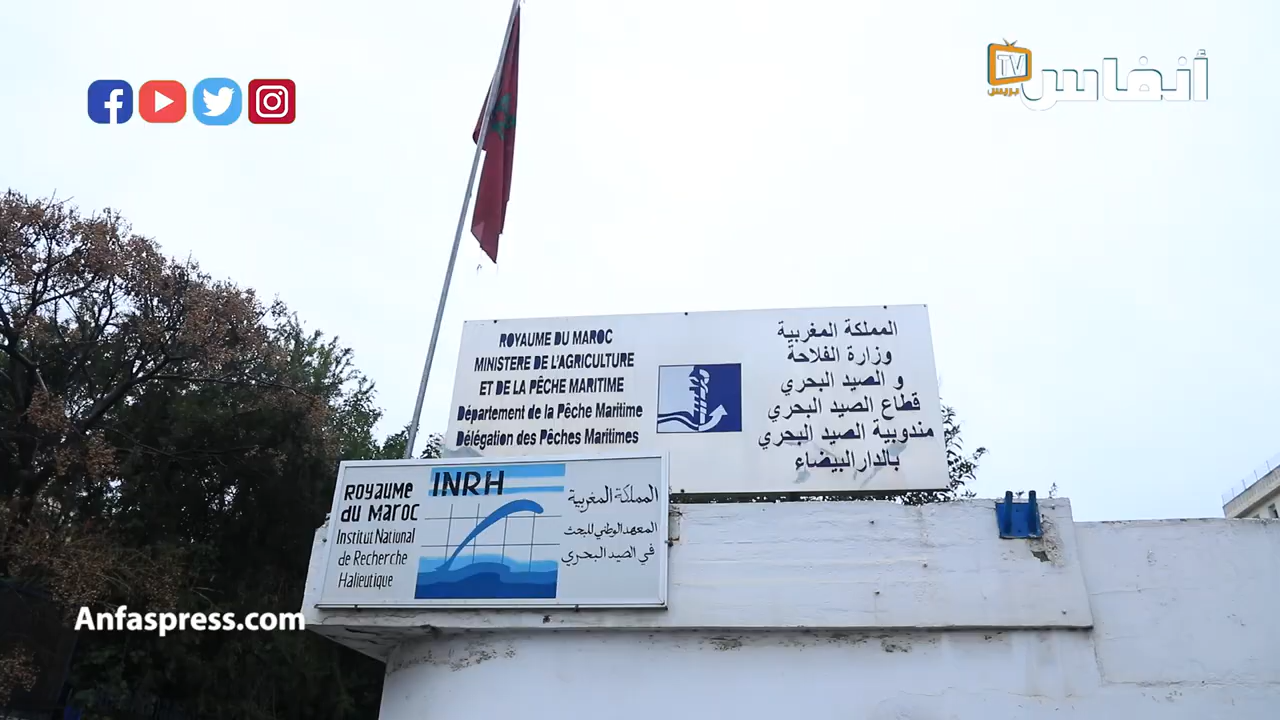 أنفاس
TV
بريس
ROYAUME DU MAROC
MINISTERE DE L'AGRICULTURE
ET DE LA PÊCHE MARITIME
Département de la Pêche Maritime
Délégation des Pêches Maritimes
المملكة المغربية
وزارة الفلاحة
و الصيد البحري
قطاع الصيد البحري
مندوبية الصيد البحري
بالدارالبيضاء
ROYAUME
DU MAROC
Institut National
de Recherche
Halieutique
INRH
المملكة المغربية
المعهد الوطني للبحث
في الصيد البحري
Anfaspress.com